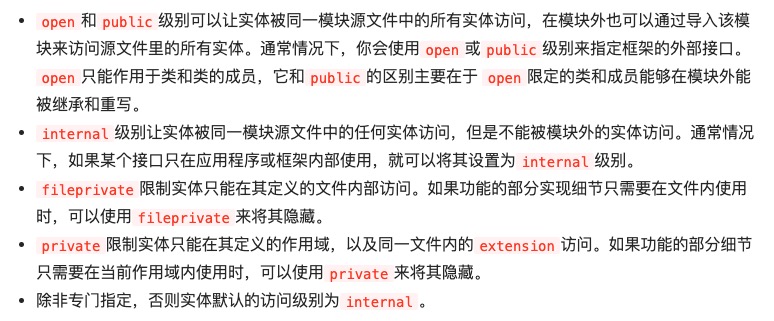 • open 和 public 级别可以让实体被同一模块源文件中的所有实体访问，在模块外也可以通过导入该模
块来访问源文件里的所有实体。通常情况下，你会使用 open 或 public 级别来指定框架的外部接口。
open 只能作用于类和类的成员，它和 public 的区别主要在于 open 限定的类和成员能够在模块外能
被继承和重写。
• internal 级别让实体被同一模块源文件中的任何实体访问，但是不能被模块外的实体访问。通常情况
下，如果某个接口只在应用程序或框架内部使用，就可以将其设置为 internal 级别。
• fileprivate 限制实体只能在其定义的文件内部访问。如果功能的部分实现细节只需要在文件内使用
时，可以使用 fileprivate 来将其隐藏。
• private 限制实体只能在其定义的作用域，以及同一文件内的 extension 访问。如果功能的部分细节
只需要在当前作用域内使用时，可以使用 private 来将其隐藏。
• 除非专门指定，否则实体默认的访问级别为 internal 。